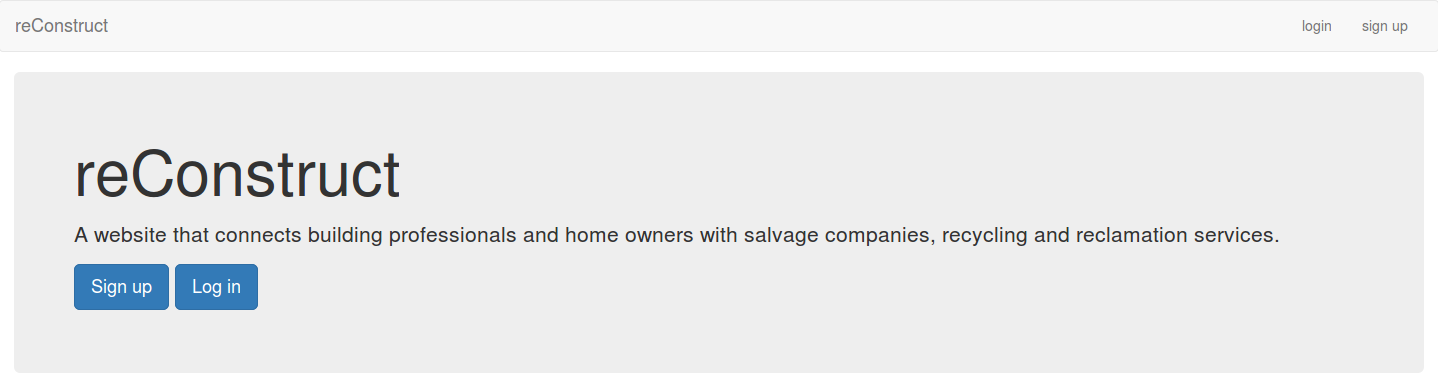 reConstruct
login
sign up
reConstruct
A website that connects building professionals and home owners with salvage companies, recycling and reclamation services.
Sign up
Log in